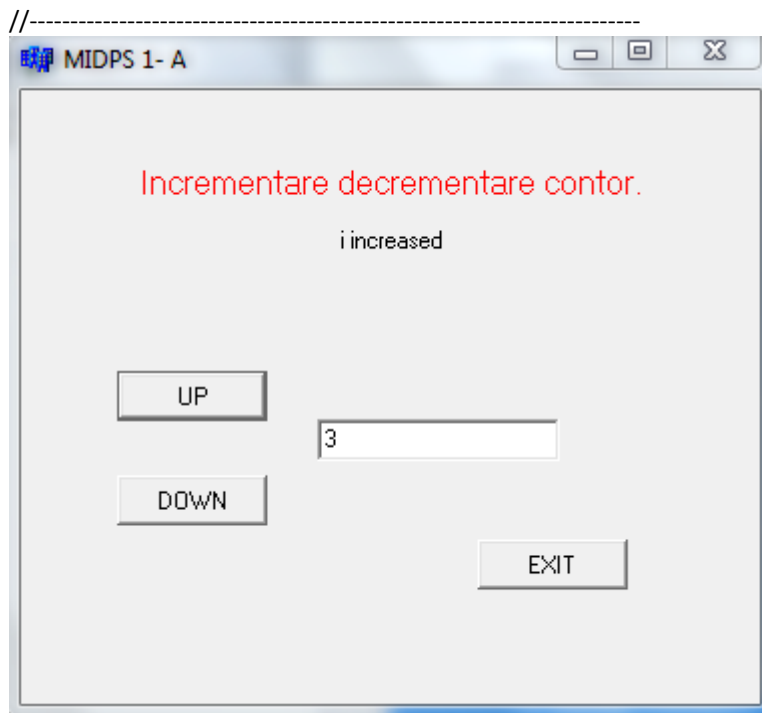 //---------------------------------------------------------------------------
MIDPS 1- A
Incrementare decrementare contor.
i increased
UP
3
DOWN
EXIT